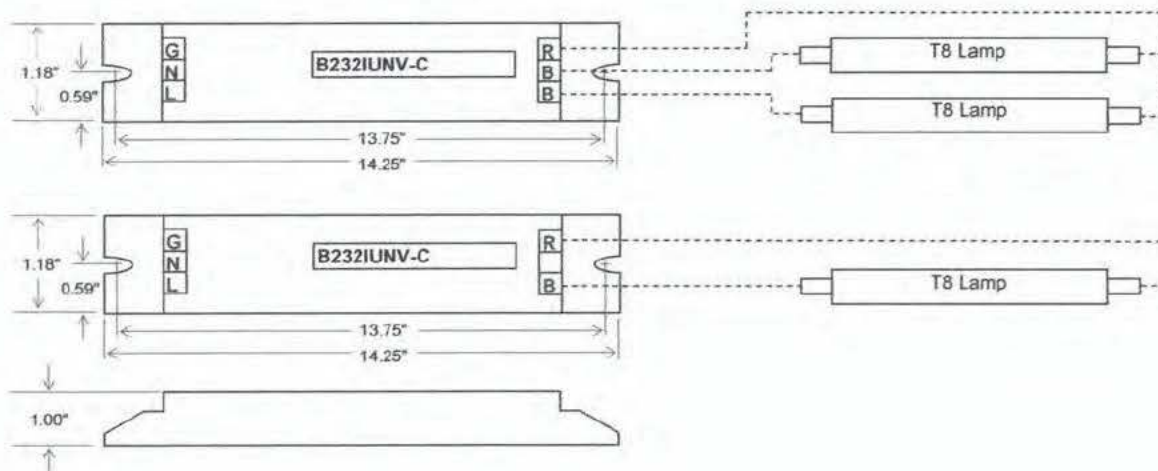 1.18"
0.59"
G
N
L
B232IUNV-C
R
B
B
T8 Lamp
T8 Lamp
13.75"
14.25"
1.18"
0.59"
G
N
L
B232IUNV-C
R
B
T8 Lamp
13.75"
14.25"
1.00"